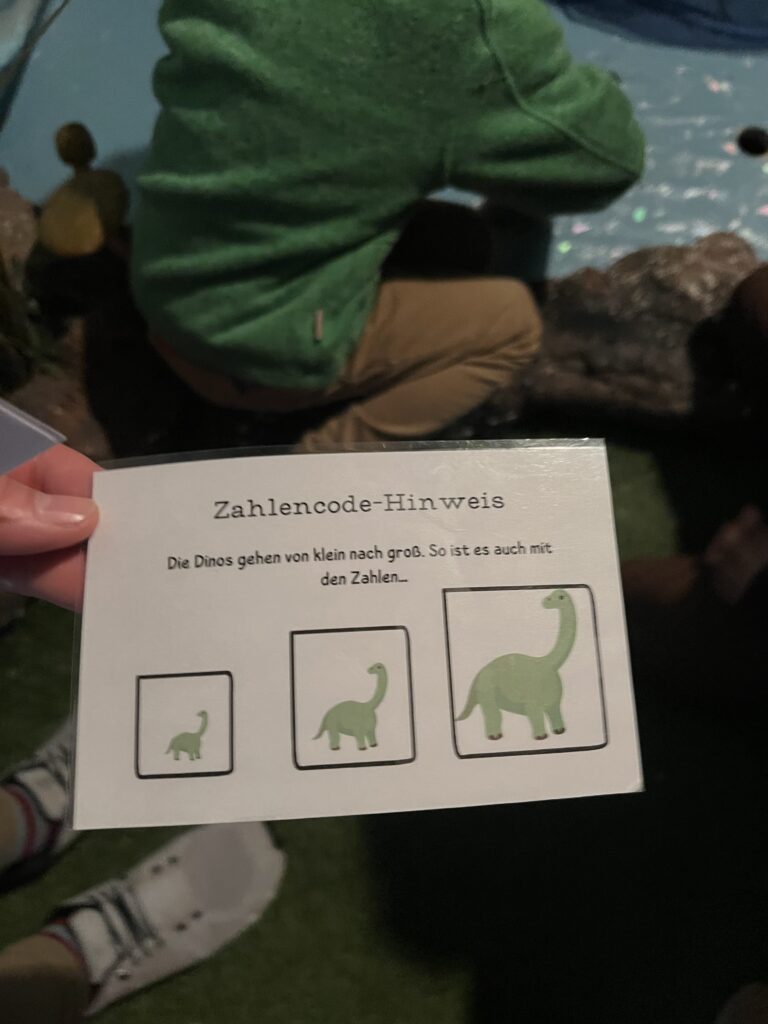 Zahlencode-Hinweis
Die Dinos gehen von klein nach groß. So ist es auch mit
den Zahlen...